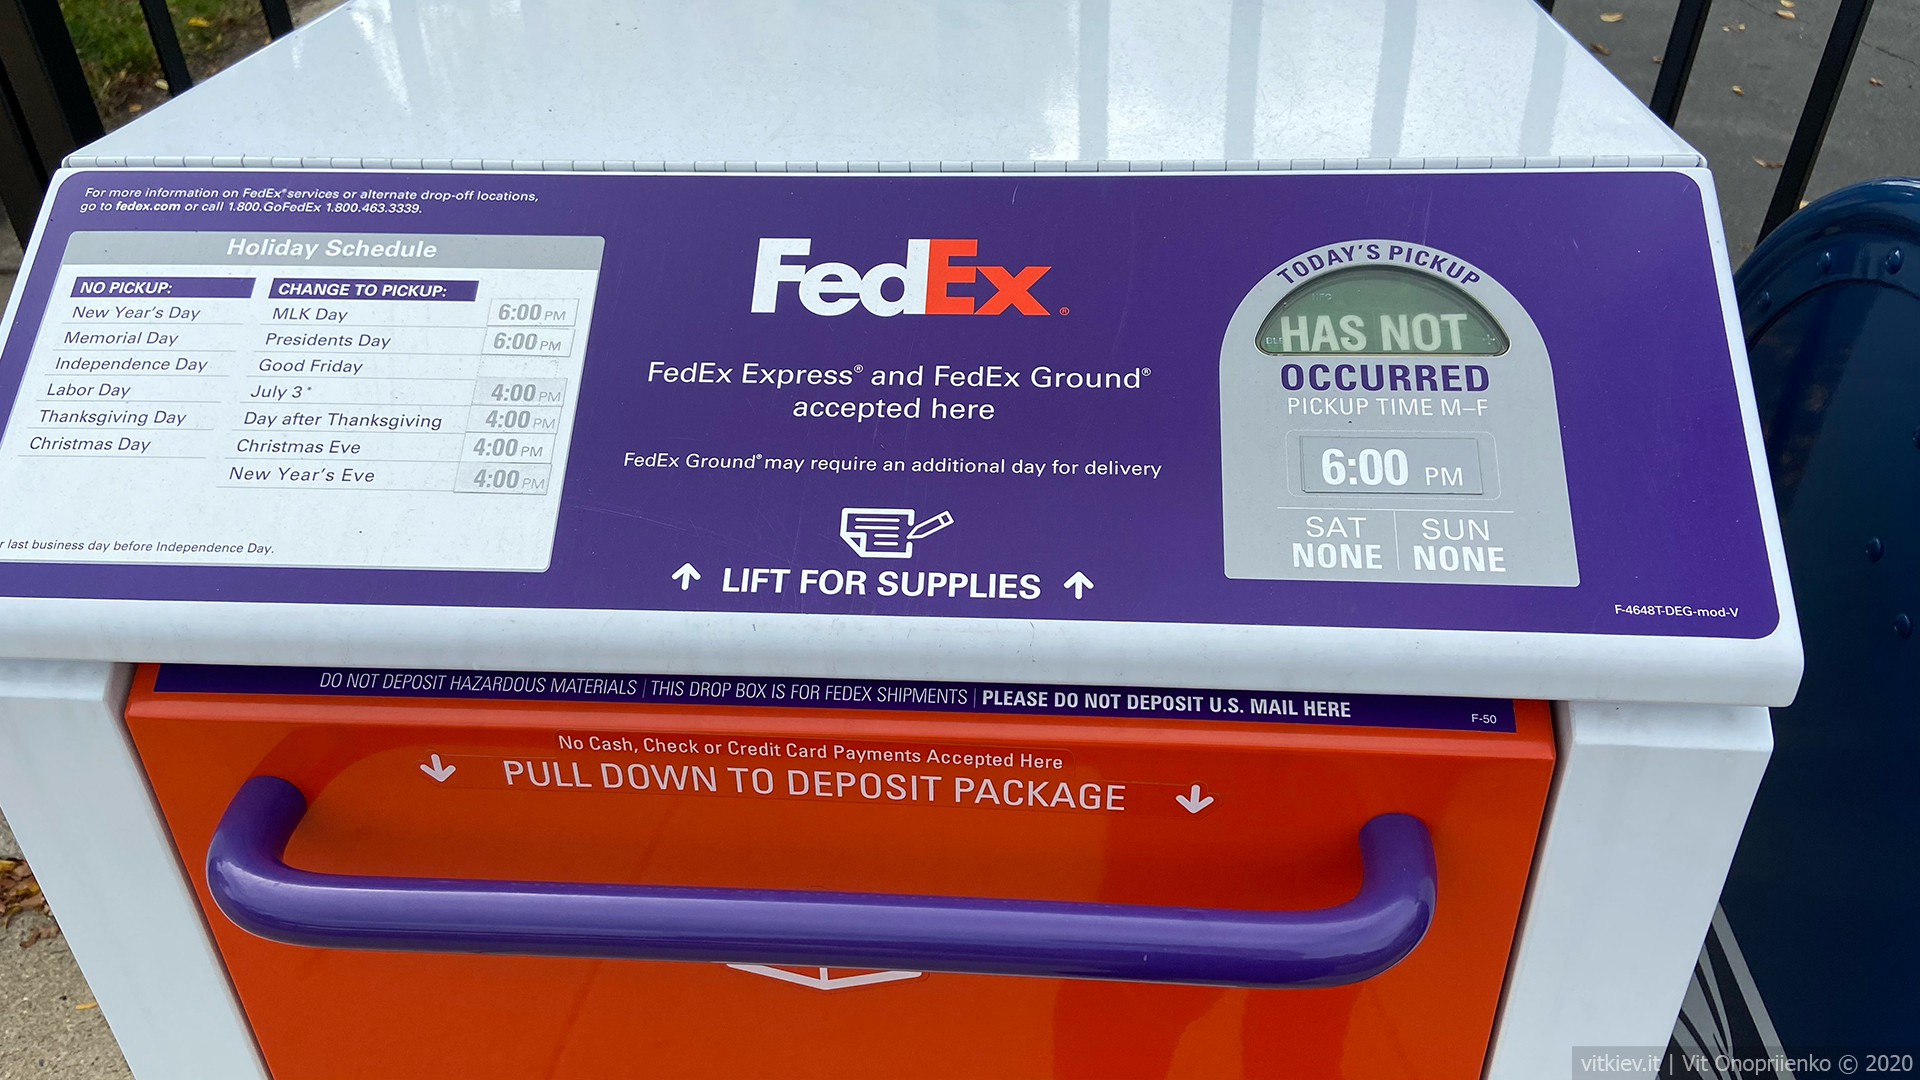 For more information on FedEx® services or alternate drop-off locations,
go to fedex.com or call 1.800.GoFedEx 1.800.463.3339.
Holiday Schedule
NO PICKUP:
New Year's Day
Memorial Day
Independence Day
Labor Day
Thanksgiving Day
Christmas Day
CHANGE TO PICKUP:
MLK Day 6:00 PM
Presidents Day 6:00 PM
Good Friday
July 3* 4:00 PM
Day after Thanksgiving 4:00 PM
Christmas Eve 4:00 PM
New Year's Eve 4:00 PM
last business day before Independence Day.
FedEx®
FedEx Express® and FedEx Ground®
accepted here
FedEx Ground® may require an additional day for delivery
LIFT FOR SUPPLIES
TODAY'S PICKUP
HAS NOT
OCCURRED
PICKUP TIME M–F
6:00 PM
SAT
NONE
SUN
NONE
F-4648T-DEG-mod-V
DO NOT DEPOSIT HAZARDOUS MATERIALS | THIS DROP BOX IS FOR FEDEX SHIPMENTS | PLEASE DO NOT DEPOSIT U.S. MAIL HERE
F-50
No Cash, Check or Credit Card Payments Accepted Here
PULL DOWN TO DEPOSIT PACKAGE
vitkiev.it | Vit Onopriienko © 2020